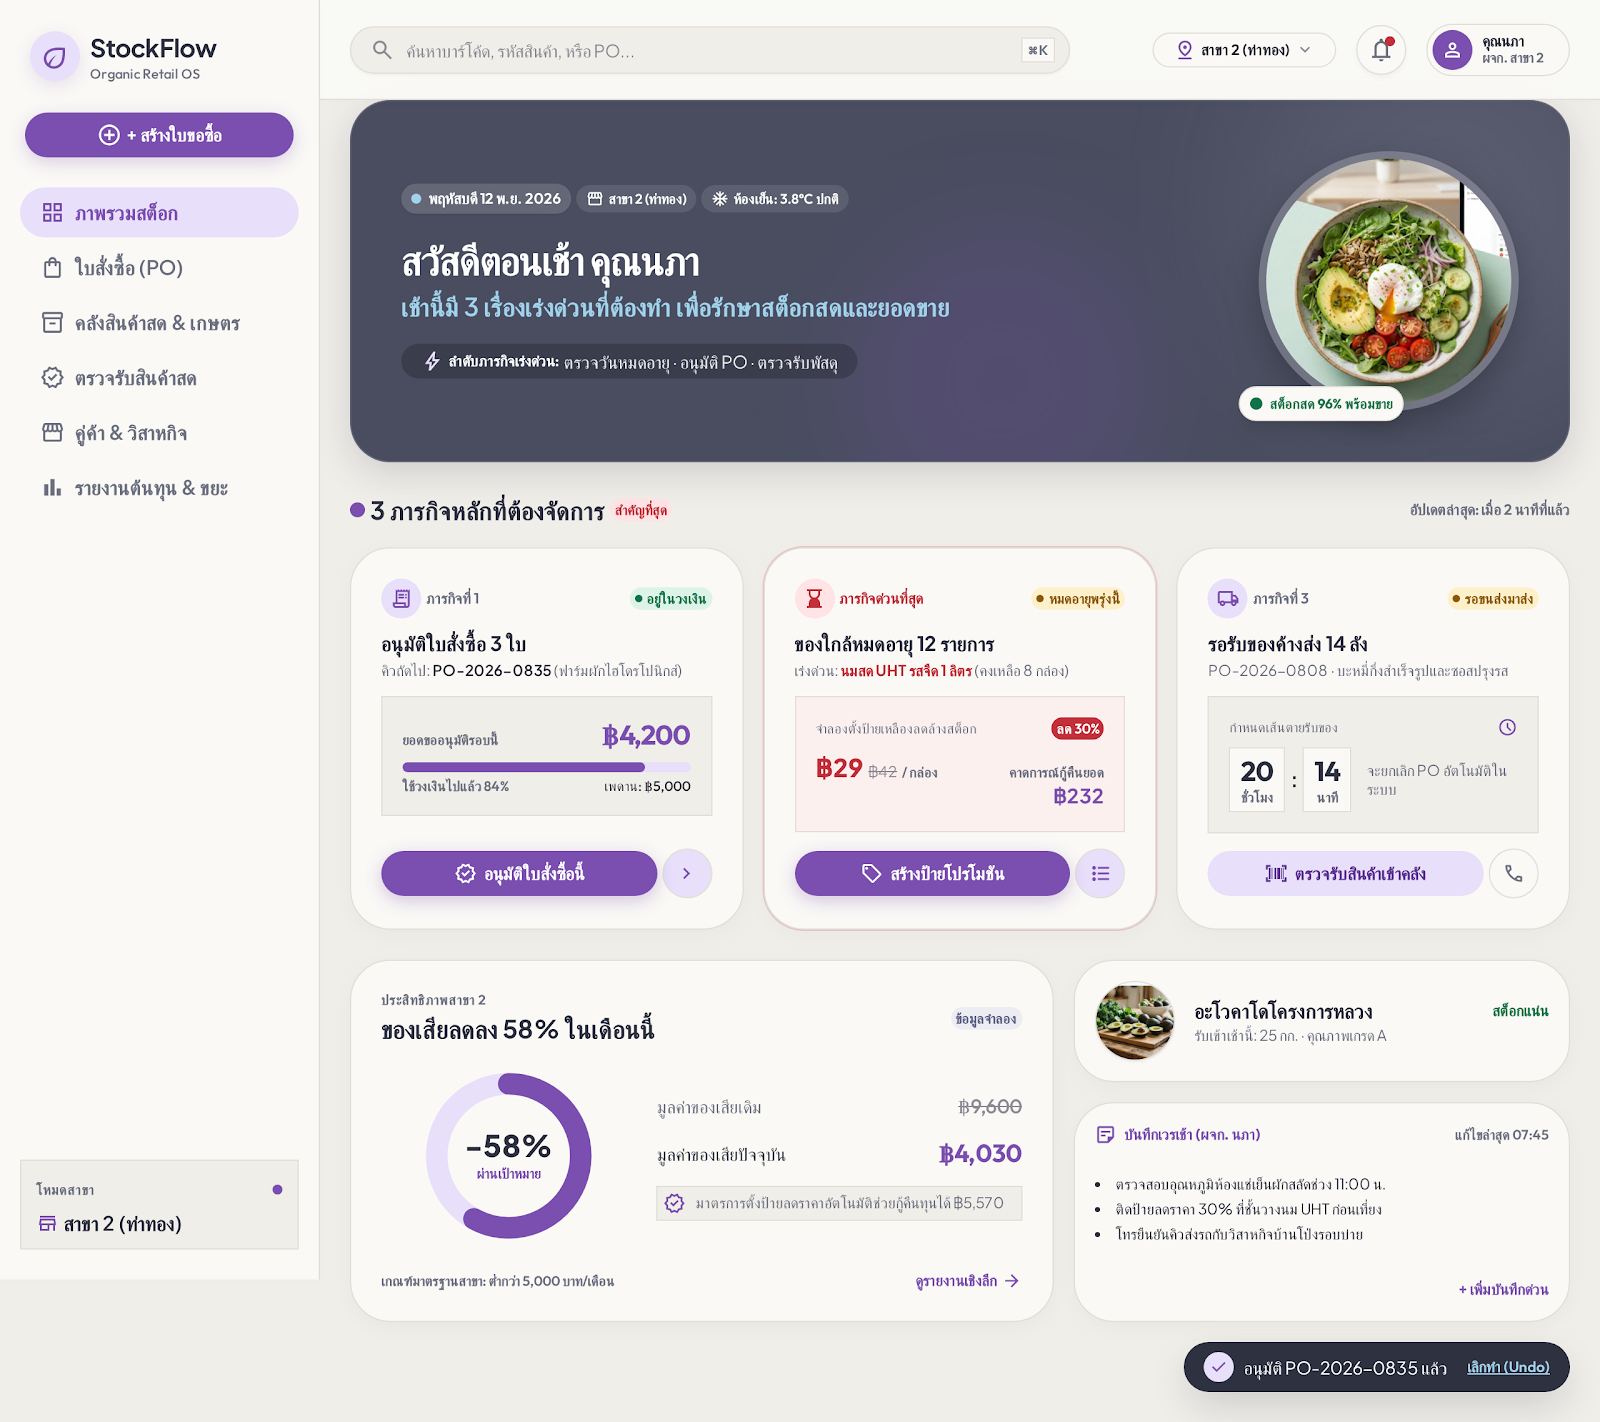 StockFlow
Organic Retail OS
+ สร้างใบขอซื้อ
ภาพรวมสต็อก
ใบสั่งซื้อ (PO)
คลังสินค้าสด & เกษตร
ตรวจรับสินค้าสด
คู่ค้า & วิสาหกิจ
รายงานต้นทุน & ขยะ
โหมดสาขา
สาขา 2 (ท่าทอง)
ค้นหาบาร์โค้ด, รหัสสินค้า, หรือ PO...
⌘K
สาขา 2 (ท่าทอง)
คุณนภา
ผจก. สาขา 2
พฤหัสบดี 12 พ.ย. 2026
สาขา 2 (ท่าทอง)
ห้องเย็น: 3.8°C ปกติ
สวัสดีตอนเช้า คุณนภา
เช้านี้มี 3 เรื่องเร่งด่วนที่ต้องทำ เพื่อรักษาสต็อกสดและยอดขาย
ลำดับภารกิจเร่งด่วน: ตรวจวันหมดอายุ · อนุมัติ PO · ตรวจรับพัสดุ
สต็อกสด 96% พร้อมขาย
3 ภารกิจหลักที่ต้องจัดการ
สำคัญที่สุด
อัปเดตล่าสุด: เมื่อ 2 นาทีที่แล้ว
ภารกิจที่ 1
อยู่ในวงเงิน
อนุมัติใบสั่งซื้อ 3 ใบ
คิวถัดไป: PO-2026-0835 (ฟาร์มผักไฮโดรโปนิกส์)
ยอดขออนุมัติรอบนี้
฿4,200
ใช้วงเงินไปแล้ว 84%
เพดาน: ฿5,000
อนุมัติใบสั่งซื้อนี้
ภารกิจด่วนที่สุด
หมดอายุพรุ่งนี้
ของใกล้หมดอายุ 12 รายการ
เร่งด่วน: นมสด UHT รสจืด 1 ลิตร (คงเหลือ 8 กล่อง)
จำลองตั้งป้ายเหลืองลดล้างสต็อก
ลด 30%
฿29 ฿42 / กล่อง
คาดการณ์กู้คืนยอด
฿232
สร้างป้ายโปรโมชัน
ภารกิจที่ 3
รอขนส่งมาส่ง
รอรับของค้างส่ง 14 ลัง
PO-2026-0808 · บะหมี่กึ่งสำเร็จรูปและซอสปรุงรส
กำหนดเส้นตายรับของ
20 : 14
ชั่วโมง
นาที
จะยกเลิก PO อัตโนมัติใน
ระบบ
ตรวจรับสินค้าเข้าคลัง
ประสิทธิภาพสาขา 2
ของเสียลดลง 58% ในเดือนนี้
ข้อมูลจำลอง
-58%
ผ่านเป้าหมาย
มูลค่าของเสียเดิม
฿9,600
มูลค่าของเสียปัจจุบัน
฿4,030
มาตรการตั้งป้ายลดราคาอัตโนมัติช่วยกู้คืนทุนได้ ฿5,570
เกณฑ์มาตรฐานสาขา: ต่ำกว่า 5,000 บาท/เดือน
ดูรายงานเชิงลึก
อะโวคาโดโครงการหลวง
รับเข้าเช้านี้: 25 กก. · คุณภาพเกรด A
สต็อกแน่น
บันทึกเวรเช้า (ผจก. นภา)
แก้ไขล่าสุด 07:45
• ตรวจสอบอุณหภูมิห้องแช่เย็นผักสลัดช่วง 11:00 น.
• ติดป้ายลดราคา 30% ที่ชั้นวางนม UHT ก่อนเที่ยง
• โทรยืนยันคิวส่งรถกับวิสาหกิจบ้านโป่งรอบบ่าย
+ เพิ่มบันทึกด่วน
อนุมัติ PO-2026-0835 แล้ว
เลิกทำ (Undo)